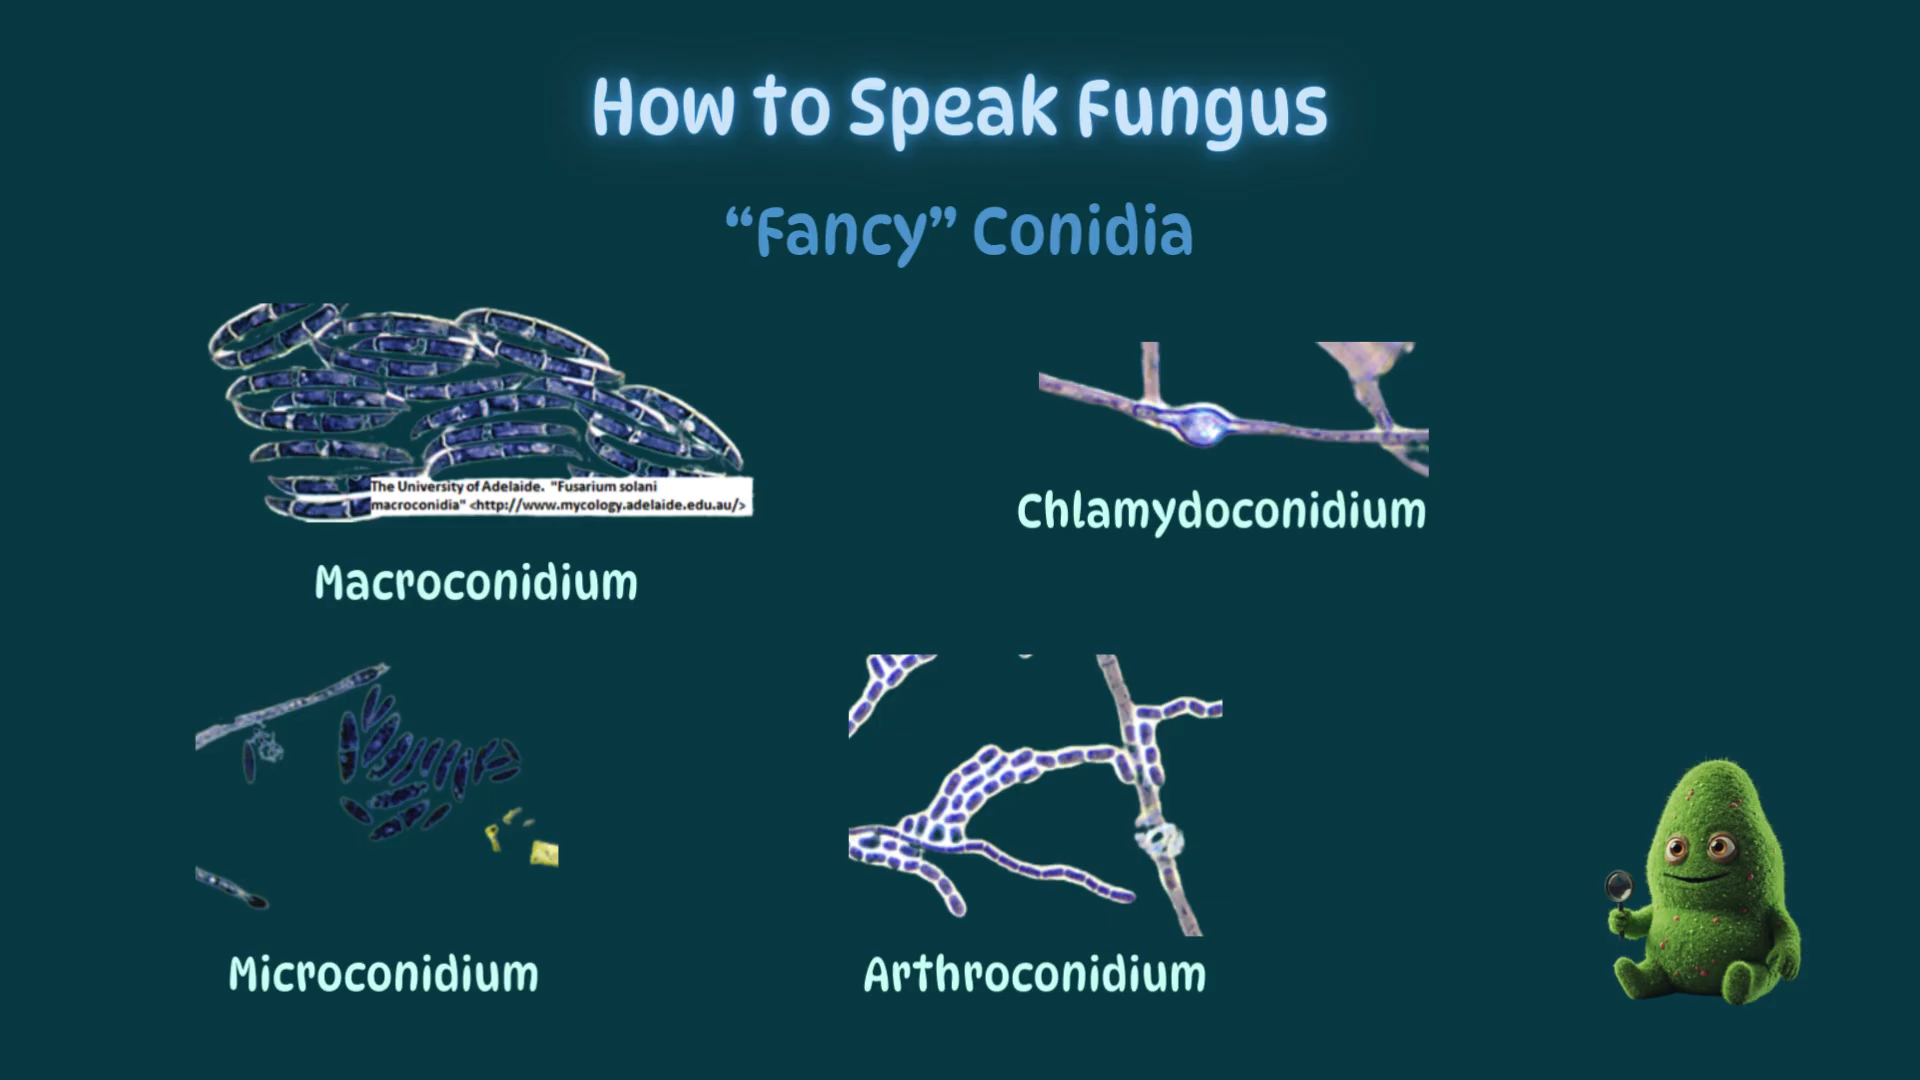 How to Speak Fungus
“Fancy” Conidia
The University of Adelaide. "Fusarium solani
macroconidia" <http://www.mycology.adelaide.edu.au/>
Macroconidium
Chlamydoconidium
Microconidium
Arthroconidium